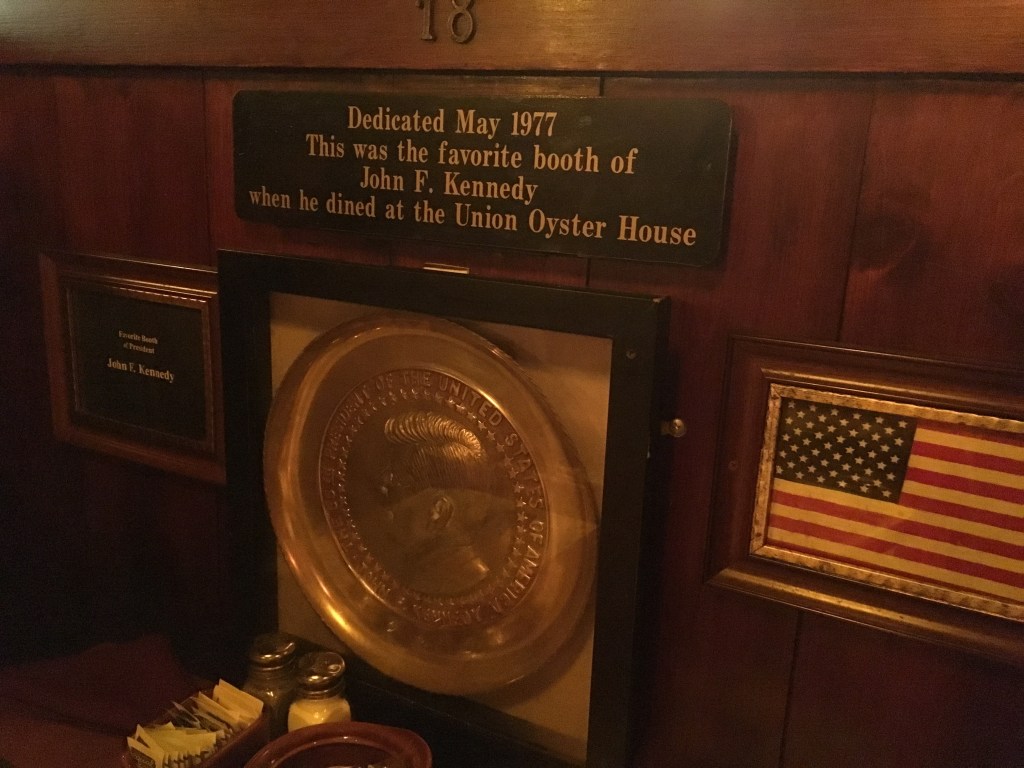 18
Dedicated May 1977
This was the favorite booth of
John F. Kennedy
when he dined at the Union Oyster House
Favorite Booth
of President
John F. Kennedy
OF THE UNITED STATES OF AMERICA